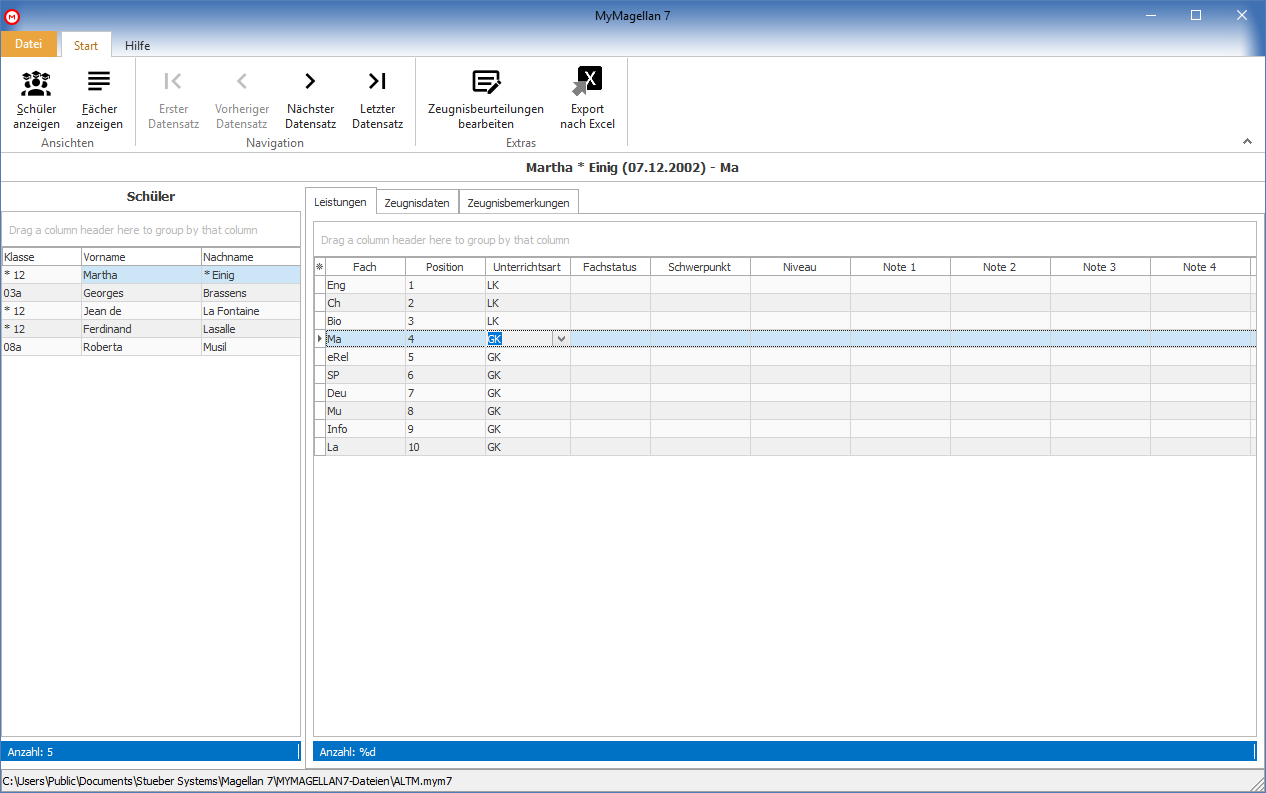 MyMagellan 7
Datei Start Hilfe
Schüler anzeigen
Fächer anzeigen
Erster Datensatz
Vorheriger Datensatz
Nächster Datensatz
Letzter Datensatz
Zeugnisbeurteilungen bearbeiten
Export nach Excel
Ansichten Navigation Extras
Martha * Einig (07.12.2002) - Ma
Schüler
Drag a column header here to group by that column
Klasse Vorname Nachname
* 12 Martha * Einig
03a Georges Brassens
* 12 Jean de La Fontaine
* 12 Ferdinand Lasalle
08a Roberta Musil
Anzahl: 5
Leistungen Zeugnisdaten Zeugnisbemerkungen
Drag a column header here to group by that column
Fach Position Unterrichtsart Fachstatus Schwerpunkt Niveau Note 1 Note 2 Note 3 Note 4
Eng 1 LK
Ch 2 LK
Bio 3 LK
Ma 4 GK
eRel 5 GK
SP 6 GK
Deu 7 GK
Mu 8 GK
Info 9 GK
La 10 GK
Anzahl: %d
C:\Users\Public\Documents\Stueber Systems\Magellan 7\MYMAGELLAN7-Dateien\ALTM.mym7